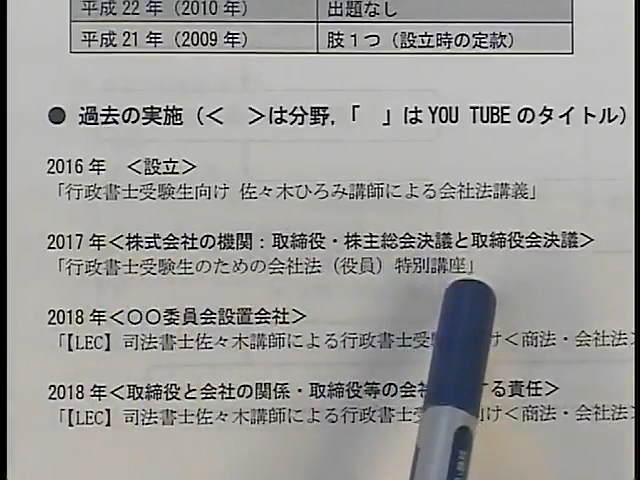 平成 22 年（2010 年） 出題なし
平成 21 年（2009 年） 肢１つ（設立時の定款）
● 過去の実施（＜　＞は分野，「　」は YOU TUBE のタイトル）
2016 年　＜設立＞
「行政書士受験生向け 佐々木ひろみ講師による会社法講義」
2017 年＜株式会社の機関：取締役・株主総会決議と取締役会決議＞
「行政書士受験生のための会社法（役員）特別講座」
2018 年＜〇〇委員会設置会社＞
「【LEC】司法書士佐々木講師による行政書士受 け＜商法・会社法＞
2018 年＜取締役と会社の関係・取締役等の会 する責任＞
「【LEC】司法書士佐々木講師による行政書士受 向け＜商法・会社法＞